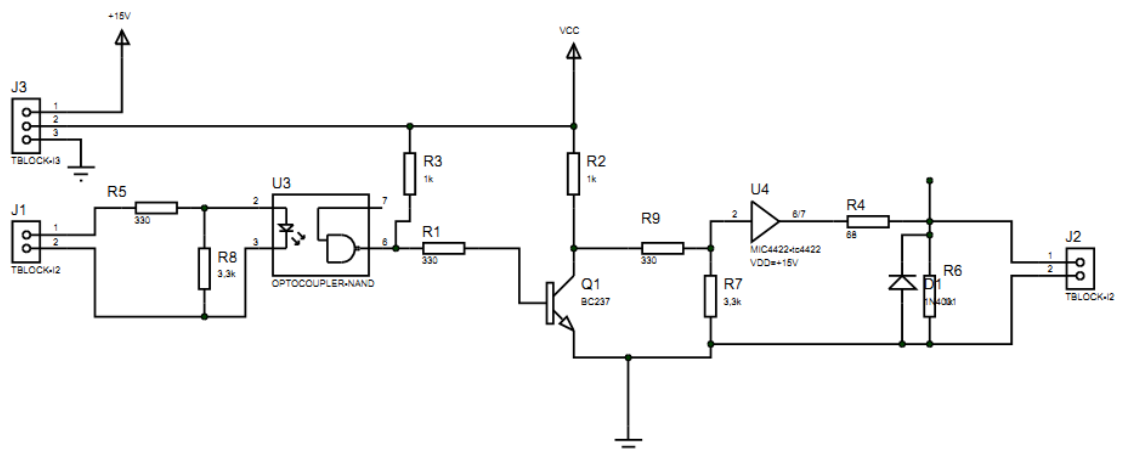 +15V
VCC
J3
1
2
3
TBLOCK-I3
R3
1k
R2
1k
R5
330
U3
2
7
3
6
OPTOCOUPLER-NAND
J1
1
2
TBLOCK-I2
R8
3,3k
R1
330
R9
330
U4
2
6/7
MIC4422-tc4422
VDD=+15V
R4
68
J2
1
2
TBLOCK-I2
Q1
BC237
R7
3,3k
D1
R6